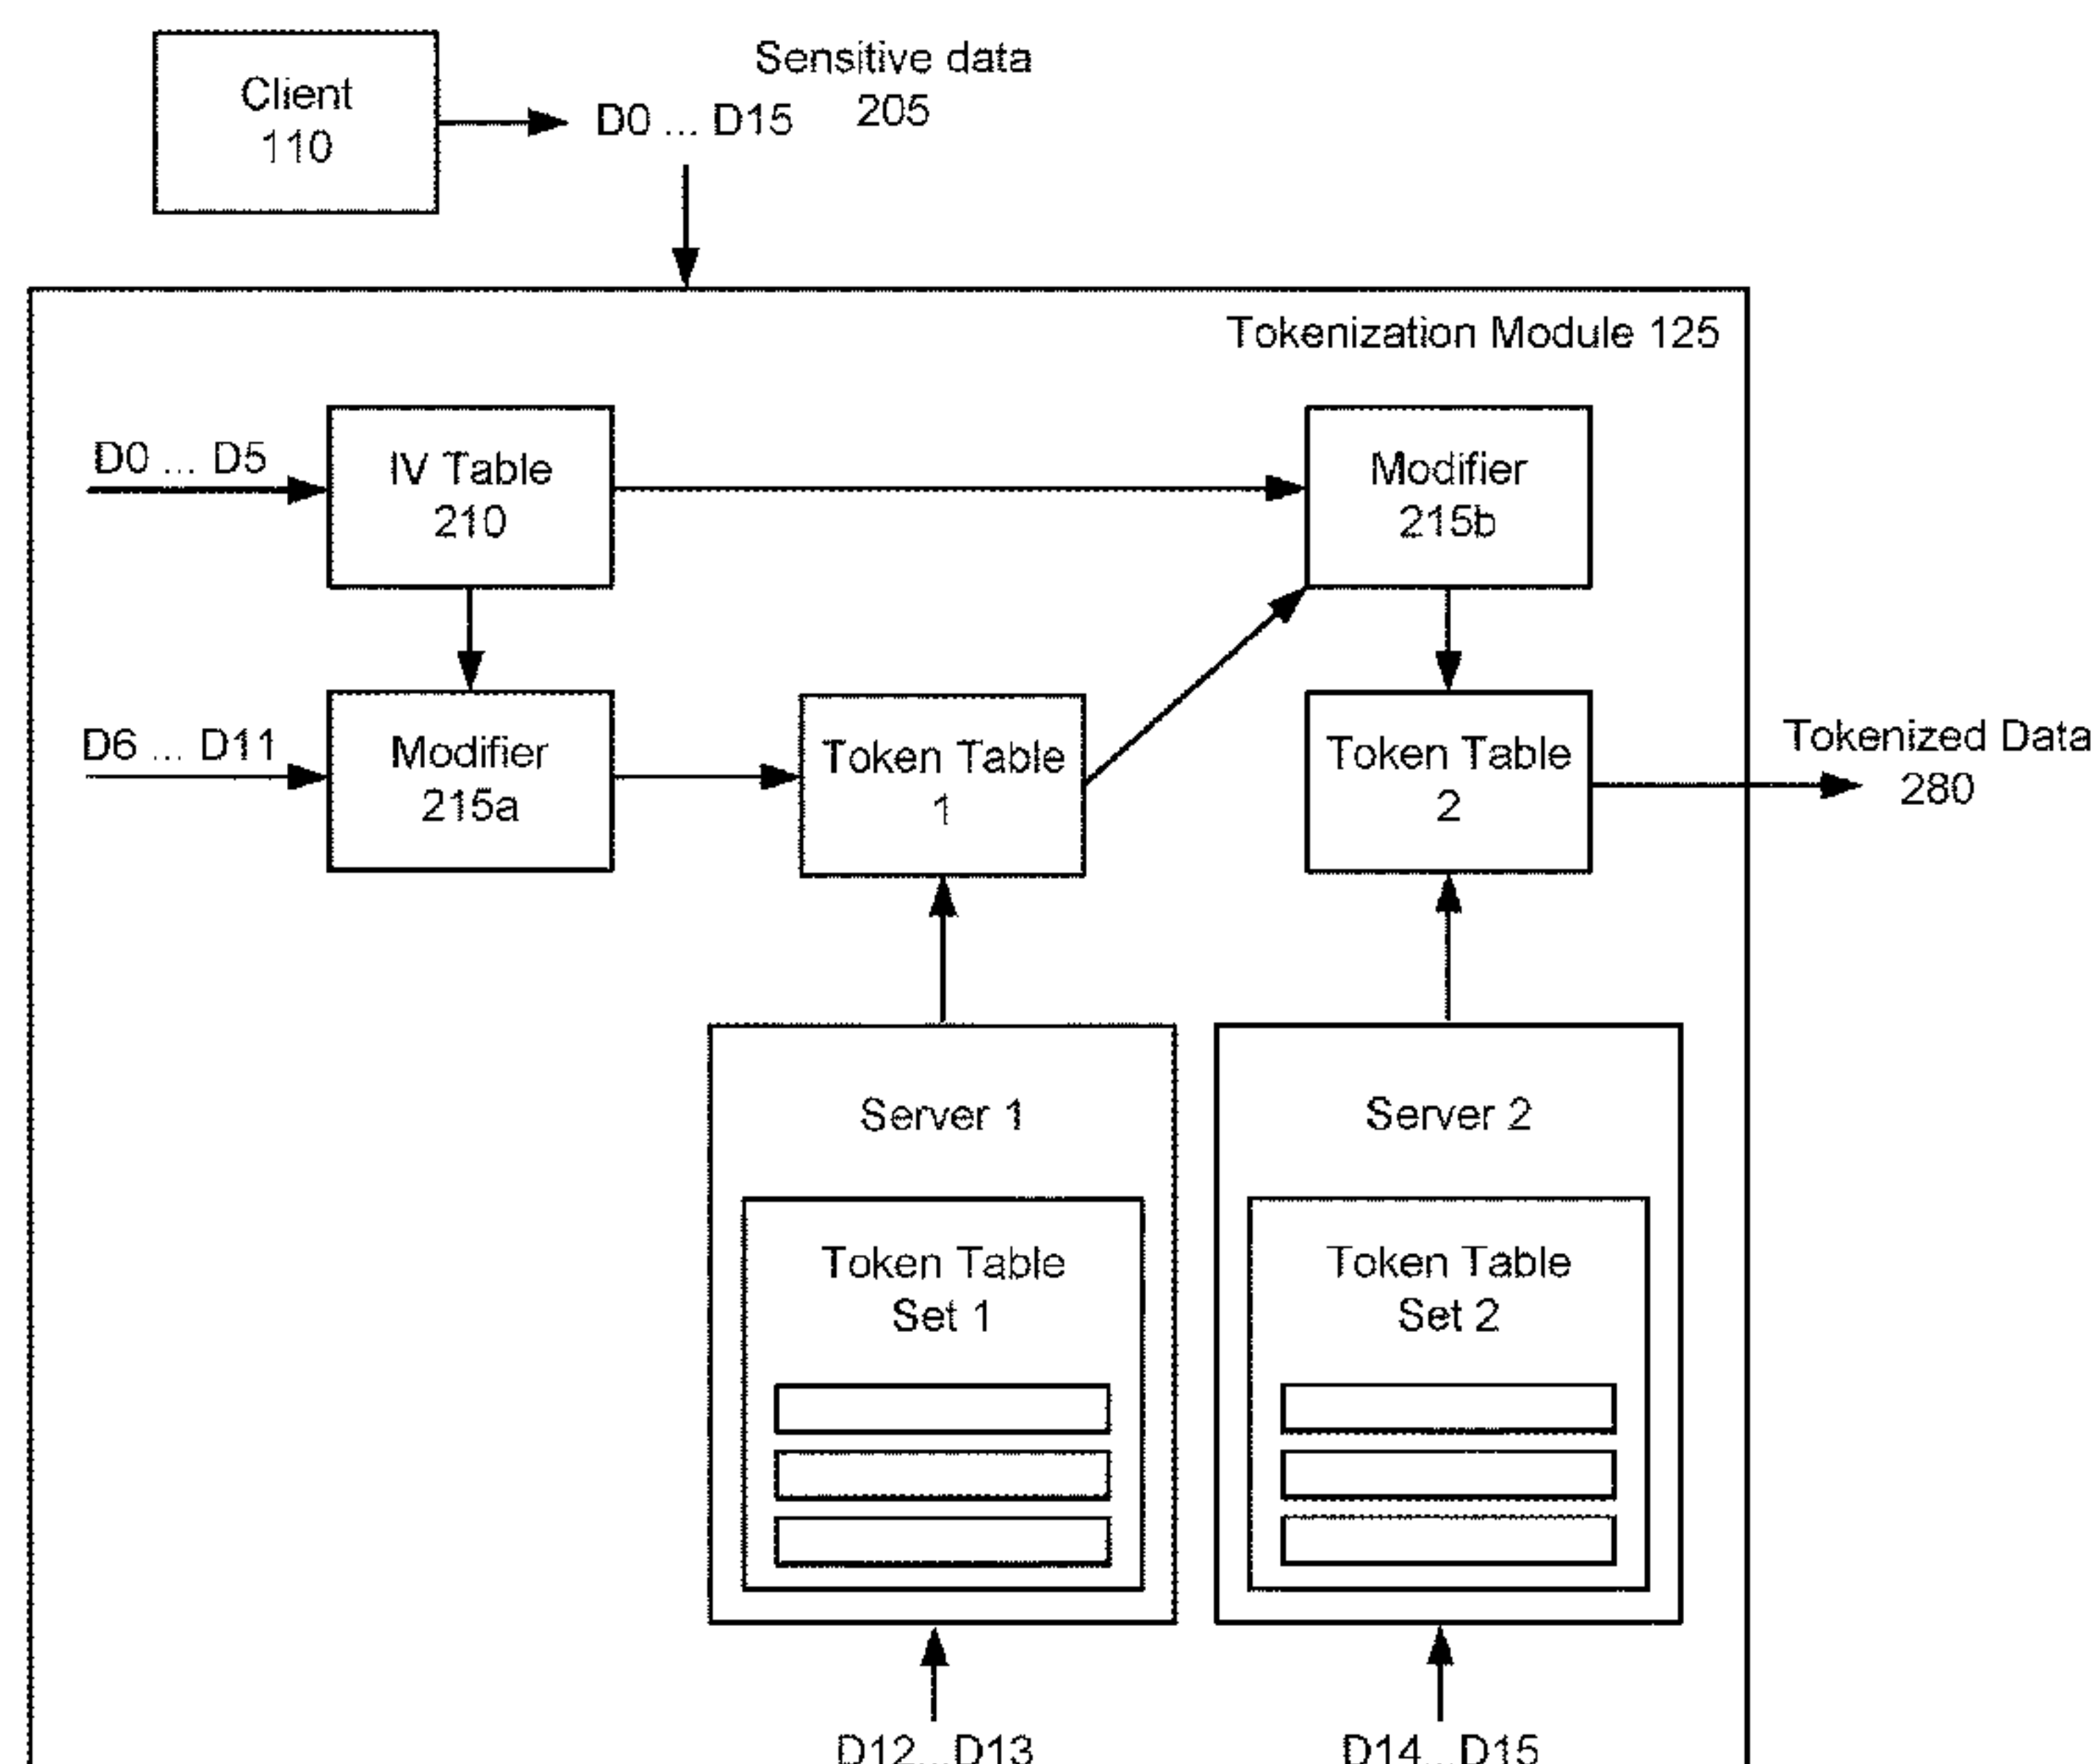 Client
110
Sensitive data
205
D0 ... D15
Tokenization Module 125
D0 ... D5
IV Table
210
Modifier
215b
D6 ... D11
Modifier
215a
Token Table
1
Token Table
2
Tokenized Data
280
Server 1
Server 2
Token Table
Set 1
Token Table
Set 2
D12...D13
D14...D15